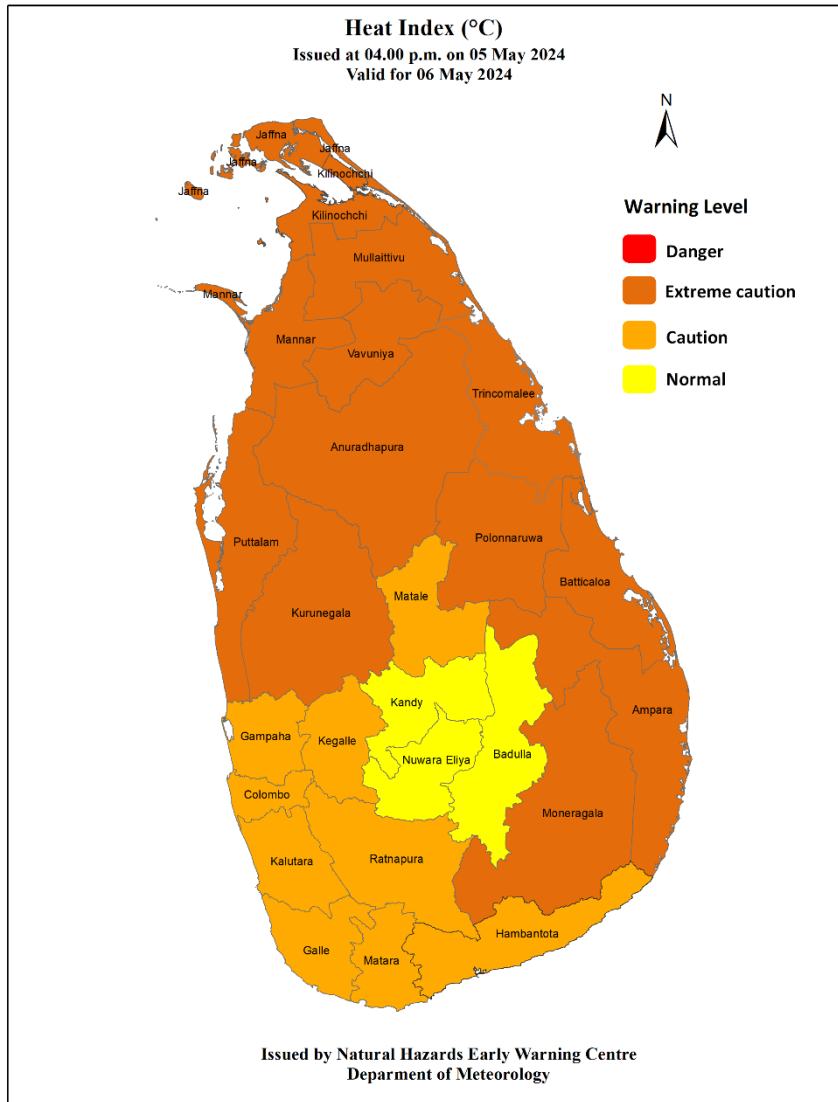 Heat Index (°C)
Issued at 04.00 p.m. on 05 May 2024
Valid for 06 May 2024
N
Jaffna
Jaffna
Jaffna
Kilinochchi
Jaffna
Kilinochchi
Warning Level
Danger
Mullaittivu
Extreme caution
Mannar
Caution
Mannar
Vavuniya
Normal
Trincomalee
Anuradhapura
Polonnaruwa
Puttalam
Batticaloa
Matale
Kurunegala
Kandy
Ampara
Gampaha
Kegalle
Badulla
Nuwara Eliya
Colombo
Moneragala
Kalutara
Ratnapura
Hambantota
Galle
Matara
Issued by Natural Hazards Early Warning Centre
Deparment of Meteorology